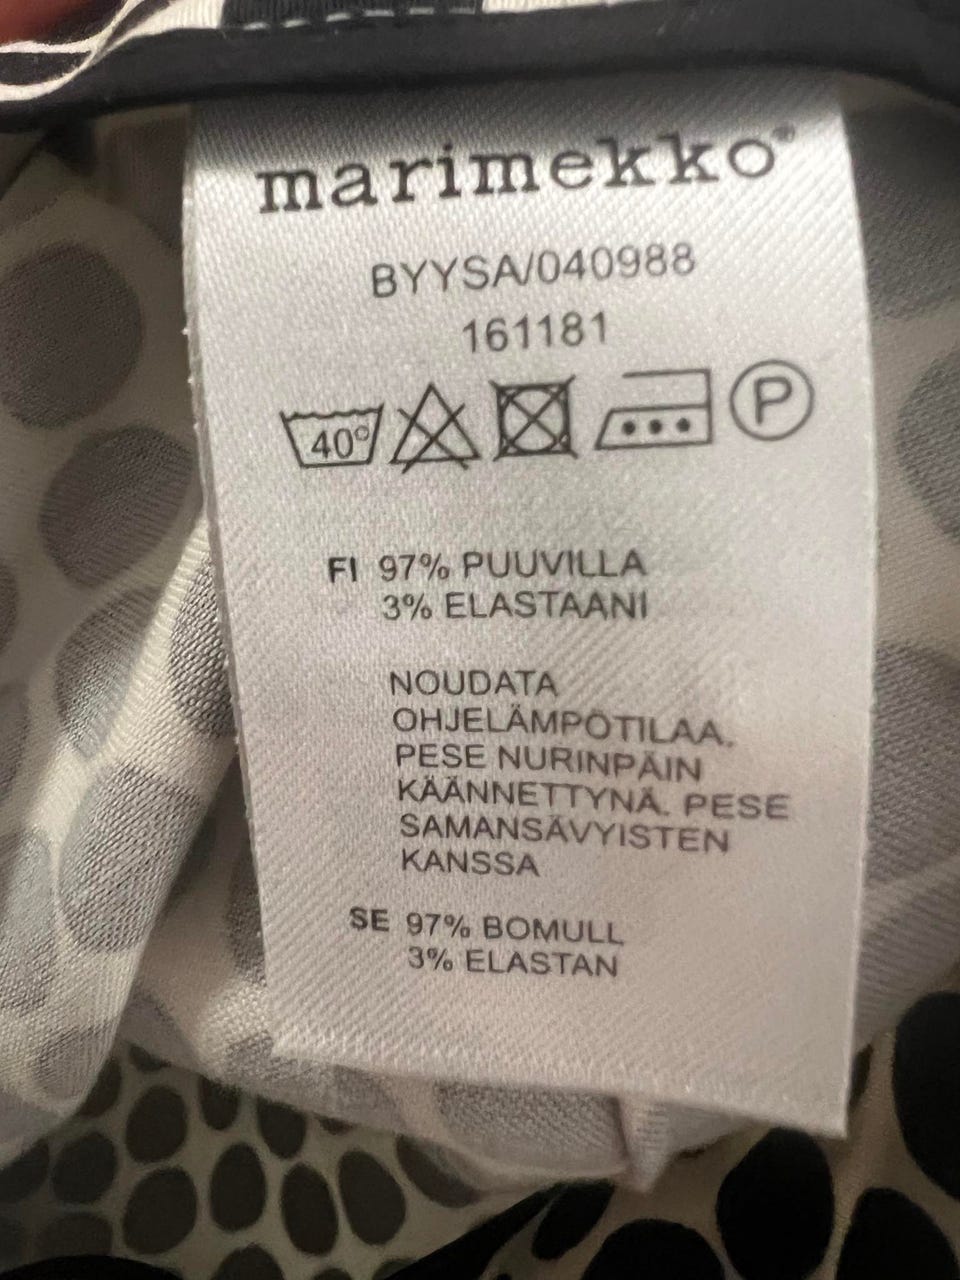 marimekko®
BYYSA/040988
161181
40°
P
FI 97% PUUVILLA
3% ELASTAANI
NOUDATA
OHJELÄMPÖTILAA.
PESE NURINPÄIN
KÄÄNNETTYNÄ. PESE
SAMANSÄVYISTEN
KANSSA
SE 97% BOMULL
3% ELASTAN